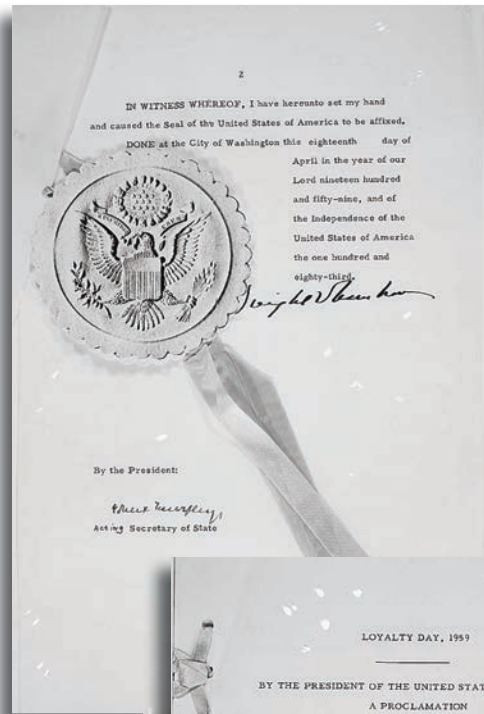 2
IN WITNESS WHEREOF, I have hereunto set my hand
and caused the Seal of the United States of America to be affixed.
DONE at the City of Washington this eighteenth day of
April in the year of our
Lord nineteen hundred
and fifty-nine, and of
the Independence of the
United States of America
the one hundred and
eighty-third.
By the President:
Acting Secretary of State
LOYALTY DAY, 1959
BY THE PRESIDENT OF THE UNITED STAT
A PROCLAMATION